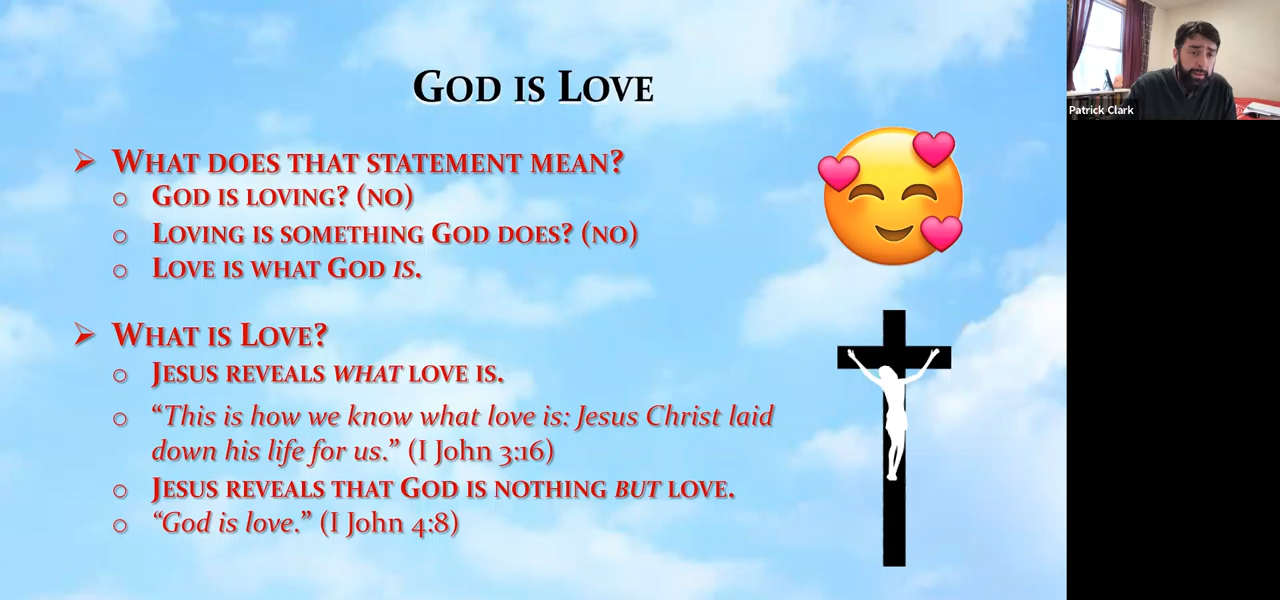 God is Love
What does that statement mean?
God is loving? (no)
Loving is something God does? (no)
Love is what God is.
What is Love?
Jesus reveals what love is.
“This is how we know what love is: Jesus Christ laid
down his life for us.” (I John 3:16)
Jesus reveals that God is nothing but love.
“God is love.” (I John 4:8)
Patrick Clark